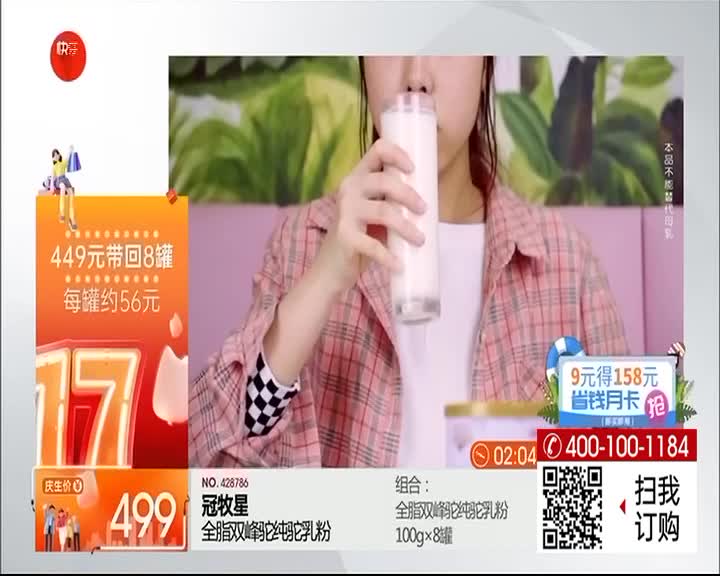 快
本品不能替代母乳
449元带回8罐
每罐约56元
17
9元得158元
省钱月卡
抢
02:04
400-100-1184
扫我
订购
庆生价
499
NO. 428786
冠牧星
全脂双峰驼纯驼乳粉
组合：
全脂双峰驼纯驼乳粉
100g×8罐